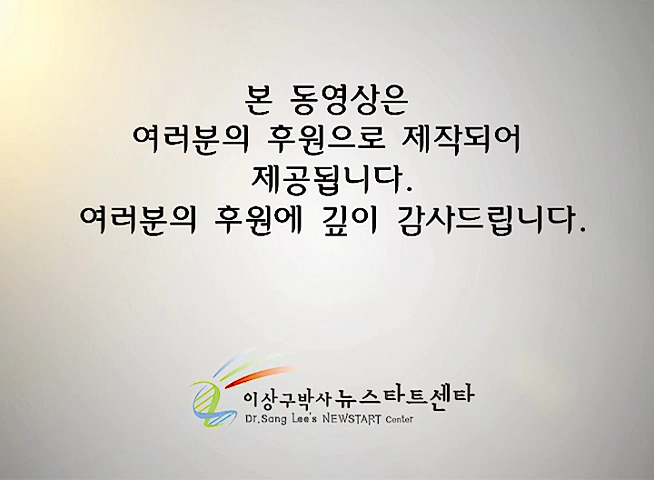 본 동영상은
여러분의 후원으로 제작되어
제공됩니다.
여러분의 후원에 깊이 감사드립니다.
이상구박사 뉴스타트센타
Dr.Sang Lee's NEWSTART Center